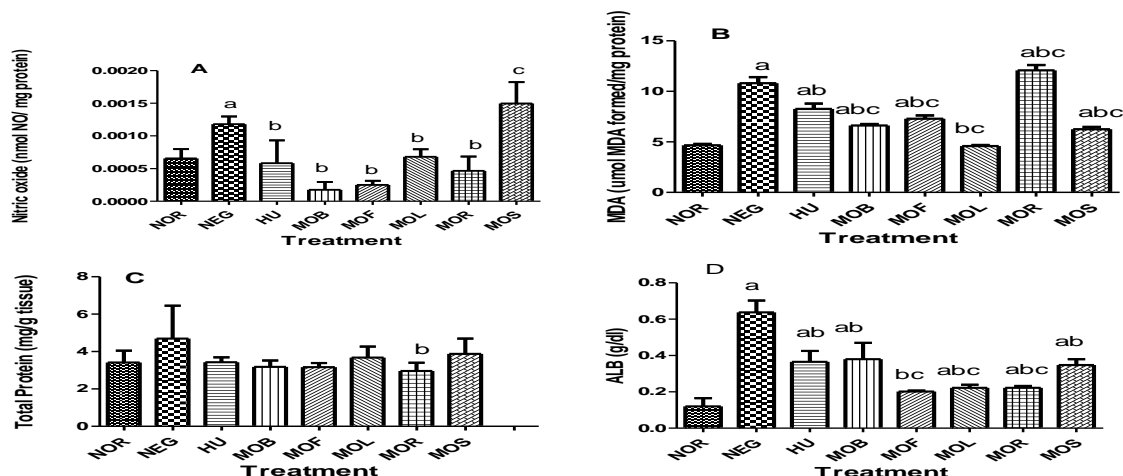 A
Nitric oxide (nmol NO/ mg protein)
0.0020
0.0015
0.0010
0.0005
0.0000
a
b
b
b
b
b
c
NOR NEG HU MOB MOF MOL MOR MOS
Treatment
B
MDA (umol MDA formed/mg protein)
15
10
5
0
a
ab
abc
abc
bc
abc
abc
NOR NEG HU MOB MOF MOL MOR MOS
Treatment
C
Total Protein (mg/g tissue)
8
6
4
2
0
b
NOR NEG HU MOB MOF MOL MOR MOS
Treatment
D
ALB (g/dl)
0.8
0.6
0.4
0.2
0.0
a
ab
ab
bc
abc
abc
ab
NOR NEG HU MOB MOF MOL MOR MOS
Treatment